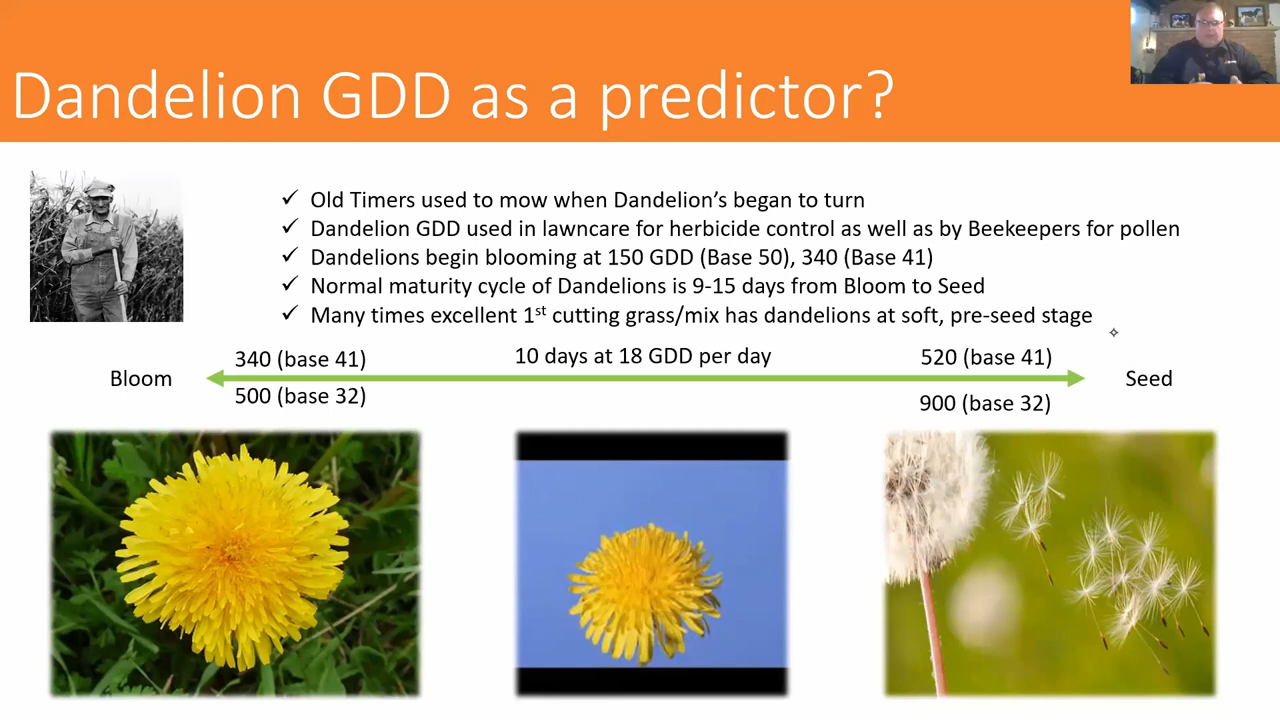 Dandelion GDD as a predictor?
✓ Old Timers used to mow when Dandelion’s began to turn
✓ Dandelion GDD used in lawncare for herbicide control as well as by Beekeepers for pollen
✓ Dandelions begin blooming at 150 GDD (Base 50), 340 (Base 41)
✓ Normal maturity cycle of Dandelions is 9-15 days from Bloom to Seed
✓ Many times excellent 1st cutting grass/mix has dandelions at soft, pre-seed stage
340 (base 41)
10 days at 18 GDD per day
520 (base 41)
Bloom
Seed
500 (base 32)
900 (base 32)